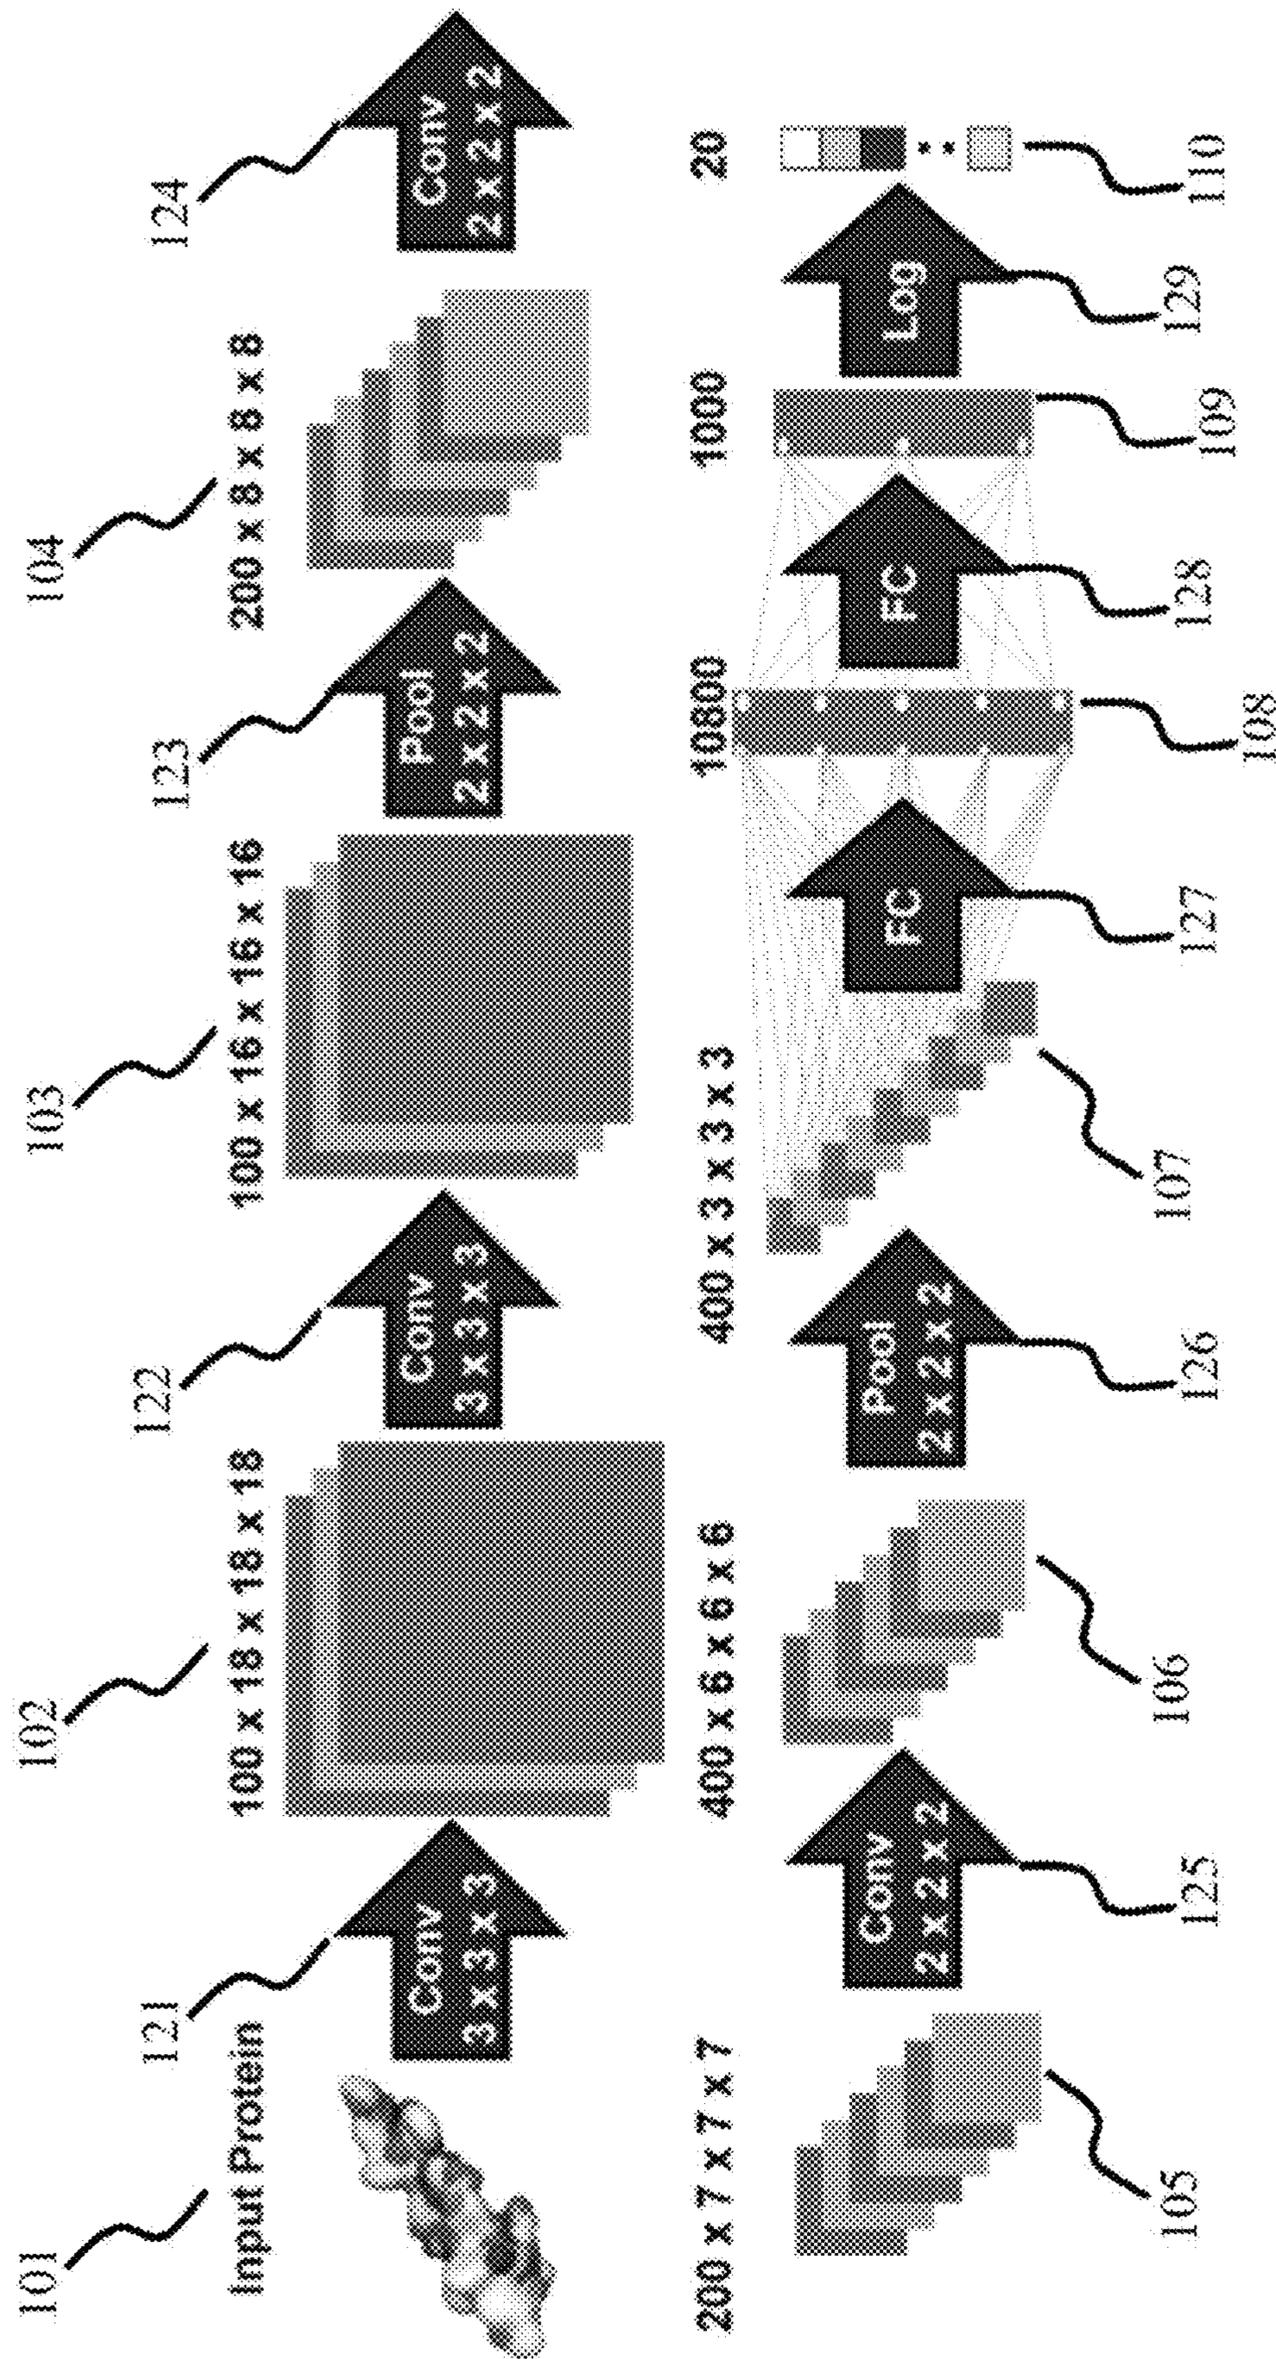 101
Input Protein
121
Conv
3 x 3 x 3
102
100 x 18 x 18 x 18
122
Conv
3 x 3 x 3
103
100 x 16 x 16 x 16
123
Pool
2 x 2 x 2
104
200 x 8 x 8 x 8
124
Conv
2 x 2 x 2
200 x 7 x 7 x 7
105
Conv
2 x 2 x 2
125
400 x 6 x 6 x 6
106
Pool
2 x 2 x 2
126
400 x 3 x 3 x 3
107
FC
127
10800
108
FC
128
1000
109
Log
129
20
110